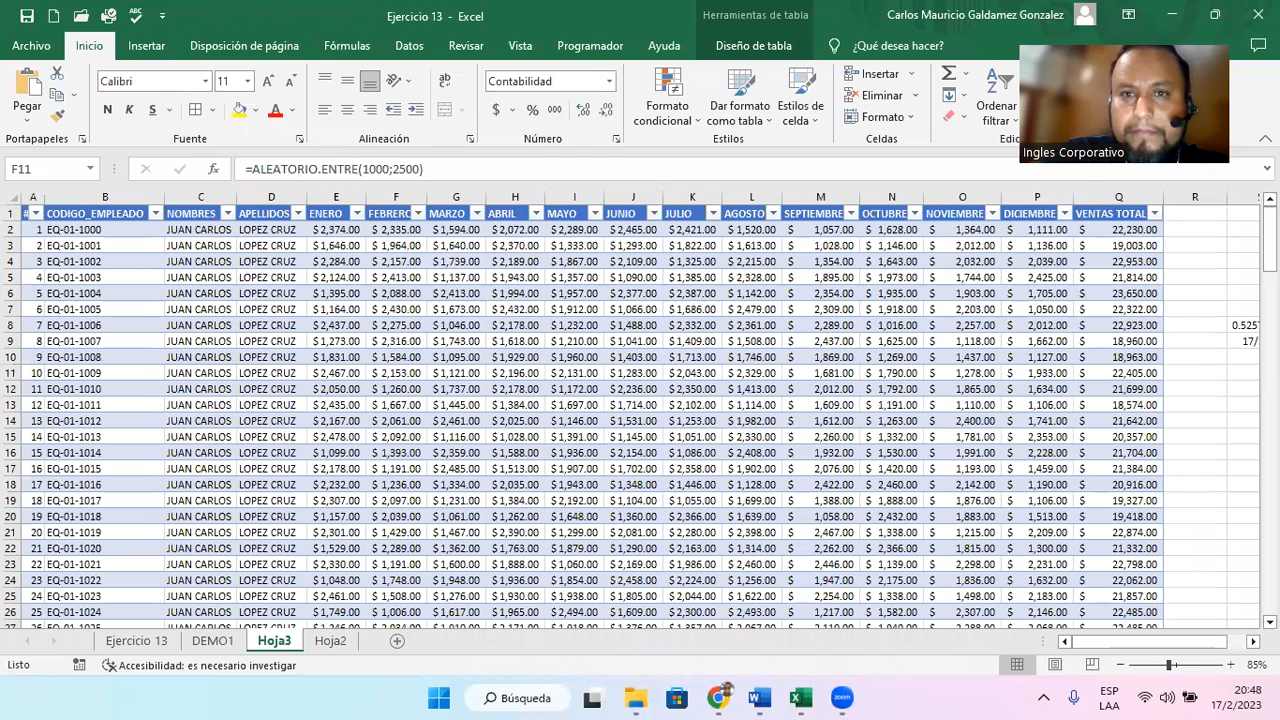 Ejercicio 13 - Excel
Herramientas de tabla
Carlos Mauricio Galdamez Gonzalez
Archivo Inicio Insertar Disposición de página Fórmulas Datos Revisar Vista Programador Ayuda Diseño de tabla ¿Qué desea hacer?
Pegar
Calibri 11
N K S
Contabilidad
$ % 000
Formato condicional
Dar formato como tabla
Estilos de celda
Insertar
Eliminar
Formato
Ordenar
filtrar
Portapapeles Fuente Alineación Número Estilos Celdas
Ingles Corporativo
F11 fx =ALEATORIO.ENTRE(1000;2500)
A B C D E F G H I J K L M N O P Q R S
1 # CODIGO_EMPLEADO NOMBRES APELLIDOS ENERO FEBRERO MARZO ABRIL MAYO JUNIO JULIO AGOSTO SEPTIEMBRE OCTUBRE NOVIEMBRE DICIEMBRE VENTAS TOTAL
2 1 EQ-01-1000 JUAN CARLOS LOPEZ CRUZ $ 2,374.00 $ 2,335.00 $ 1,594.00 $ 2,072.00 $ 2,289.00 $ 2,465.00 $ 2,421.00 $ 1,520.00 $ 1,057.00 $ 1,628.00 $ 1,364.00 $ 1,111.00 $ 22,230.00
3 2 EQ-01-1001 JUAN CARLOS LOPEZ CRUZ $ 1,646.00 $ 1,964.00 $ 1,640.00 $ 2,370.00 $ 1,333.00 $ 1,293.00 $ 1,822.00 $ 1,613.00 $ 1,028.00 $ 1,146.00 $ 2,012.00 $ 1,136.00 $ 19,003.00
4 3 EQ-01-1002 JUAN CARLOS LOPEZ CRUZ $ 2,284.00 $ 2,157.00 $ 1,739.00 $ 2,189.00 $ 1,867.00 $ 2,109.00 $ 1,325.00 $ 2,215.00 $ 1,354.00 $ 1,643.00 $ 2,032.00 $ 2,039.00 $ 22,953.00
5 4 EQ-01-1003 JUAN CARLOS LOPEZ CRUZ $ 2,124.00 $ 2,413.00 $ 1,137.00 $ 1,943.00 $ 1,357.00 $ 1,090.00 $ 1,385.00 $ 2,328.00 $ 1,895.00 $ 1,973.00 $ 1,744.00 $ 2,425.00 $ 21,814.00
6 5 EQ-01-1004 JUAN CARLOS LOPEZ CRUZ $ 1,395.00 $ 2,088.00 $ 2,413.00 $ 1,994.00 $ 1,957.00 $ 2,377.00 $ 2,387.00 $ 1,142.00 $ 2,354.00 $ 1,935.00 $ 1,903.00 $ 1,705.00 $ 23,650.00
7 6 EQ-01-1005 JUAN CARLOS LOPEZ CRUZ $ 1,164.00 $ 2,430.00 $ 1,673.00 $ 2,432.00 $ 1,912.00 $ 1,066.00 $ 1,686.00 $ 2,479.00 $ 2,309.00 $ 1,918.00 $ 2,203.00 $ 1,050.00 $ 22,322.00
8 7 EQ-01-1006 JUAN CARLOS LOPEZ CRUZ $ 2,437.00 $ 2,275.00 $ 1,046.00 $ 2,178.00 $ 1,232.00 $ 1,488.00 $ 2,332.00 $ 2,361.00 $ 2,289.00 $ 1,016.00 $ 2,257.00 $ 2,012.00 $ 22,923.00 0.525
9 8 EQ-01-1007 JUAN CARLOS LOPEZ CRUZ $ 1,273.00 $ 2,316.00 $ 1,743.00 $ 1,618.00 $ 1,210.00 $ 1,041.00 $ 1,409.00 $ 1,508.00 $ 2,437.00 $ 1,625.00 $ 1,118.00 $ 1,662.00 $ 18,960.00 17/
10 9 EQ-01-1008 JUAN CARLOS LOPEZ CRUZ $ 1,831.00 $ 1,584.00 $ 1,095.00 $ 1,929.00 $ 1,960.00 $ 1,403.00 $ 1,713.00 $ 1,746.00 $ 1,869.00 $ 1,269.00 $ 1,437.00 $ 1,127.00 $ 18,963.00
11 10 EQ-01-1009 JUAN CARLOS LOPEZ CRUZ $ 2,467.00 $ 2,153.00 $ 1,121.00 $ 2,196.00 $ 2,131.00 $ 1,283.00 $ 2,043.00 $ 1,329.00 $ 1,681.00 $ 1,790.00 $ 1,278.00 $ 1,933.00 $ 22,405.00
12 11 EQ-01-1010 JUAN CARLOS LOPEZ CRUZ $ 2,050.00 $ 1,260.00 $ 1,737.00 $ 2,178.00 $ 1,172.00 $ 2,236.00 $ 2,350.00 $ 1,413.00 $ 2,012.00 $ 1,792.00 $ 1,865.00 $ 1,634.00 $ 21,699.00
13 12 EQ-01-1011 JUAN CARLOS LOPEZ CRUZ $ 2,435.00 $ 1,667.00 $ 1,445.00 $ 1,384.00 $ 1,697.00 $ 1,714.00 $ 2,102.00 $ 1,114.00 $ 1,609.00 $ 1,191.00 $ 1,110.00 $ 1,106.00 $ 18,574.00
14 13 EQ-01-1012 JUAN CARLOS LOPEZ CRUZ $ 2,167.00 $ 2,061.00 $ 2,461.00 $ 2,025.00 $ 1,146.00 $ 1,531.00 $ 1,253.00 $ 1,982.00 $ 1,612.00 $ 1,263.00 $ 2,400.00 $ 1,741.00 $ 21,642.00
15 14 EQ-01-1013 JUAN CARLOS LOPEZ CRUZ $ 2,478.00 $ 2,092.00 $ 1,116.00 $ 1,028.00 $ 1,391.00 $ 1,145.00 $ 1,051.00 $ 2,330.00 $ 2,260.00 $ 1,332.00 $ 1,781.00 $ 2,353.00 $ 20,357.00
16 15 EQ-01-1014 JUAN CARLOS LOPEZ CRUZ $ 1,099.00 $ 1,393.00 $ 2,359.00 $ 1,588.00 $ 1,936.00 $ 2,154.00 $ 1,086.00 $ 2,408.00 $ 1,932.00 $ 1,530.00 $ 1,991.00 $ 2,228.00 $ 21,704.00
17 16 EQ-01-1015 JUAN CARLOS LOPEZ CRUZ $ 2,178.00 $ 1,191.00 $ 2,485.00 $ 1,513.00 $ 1,907.00 $ 1,702.00 $ 2,358.00 $ 1,902.00 $ 2,076.00 $ 1,420.00 $ 1,193.00 $ 1,459.00 $ 21,384.00
18 17 EQ-01-1016 JUAN CARLOS LOPEZ CRUZ $ 2,232.00 $ 1,236.00 $ 1,334.00 $ 2,035.00 $ 1,943.00 $ 1,348.00 $ 1,446.00 $ 1,128.00 $ 2,422.00 $ 2,460.00 $ 2,142.00 $ 1,190.00 $ 20,916.00
19 18 EQ-01-1017 JUAN CARLOS LOPEZ CRUZ $ 2,307.00 $ 2,097.00 $ 1,231.00 $ 1,384.00 $ 2,192.00 $ 1,104.00 $ 1,055.00 $ 1,699.00 $ 1,388.00 $ 1,888.00 $ 1,876.00 $ 1,106.00 $ 19,327.00
20 19 EQ-01-1018 JUAN CARLOS LOPEZ CRUZ $ 1,157.00 $ 2,039.00 $ 1,061.00 $ 1,262.00 $ 1,648.00 $ 1,360.00 $ 2,366.00 $ 1,639.00 $ 1,058.00 $ 2,432.00 $ 1,883.00 $ 1,513.00 $ 19,418.00
21 20 EQ-01-1019 JUAN CARLOS LOPEZ CRUZ $ 2,301.00 $ 1,429.00 $ 1,467.00 $ 2,390.00 $ 1,299.00 $ 2,081.00 $ 2,280.00 $ 2,398.00 $ 2,467.00 $ 1,338.00 $ 1,215.00 $ 2,209.00 $ 22,874.00
22 21 EQ-01-1020 JUAN CARLOS LOPEZ CRUZ $ 1,529.00 $ 2,289.00 $ 1,362.00 $ 1,763.00 $ 1,879.00 $ 1,290.00 $ 2,163.00 $ 1,314.00 $ 2,262.00 $ 2,366.00 $ 1,815.00 $ 1,300.00 $ 21,332.00
23 22 EQ-01-1021 JUAN CARLOS LOPEZ CRUZ $ 2,330.00 $ 1,191.00 $ 1,600.00 $ 1,888.00 $ 1,060.00 $ 2,169.00 $ 1,986.00 $ 2,460.00 $ 2,446.00 $ 1,139.00 $ 2,298.00 $ 2,231.00 $ 22,798.00
24 23 EQ-01-1022 JUAN CARLOS LOPEZ CRUZ $ 1,048.00 $ 1,748.00 $ 1,948.00 $ 1,936.00 $ 1,854.00 $ 2,458.00 $ 2,224.00 $ 1,256.00 $ 1,947.00 $ 2,175.00 $ 1,836.00 $ 1,632.00 $ 22,062.00
25 24 EQ-01-1023 JUAN CARLOS LOPEZ CRUZ $ 2,461.00 $ 1,508.00 $ 1,276.00 $ 1,930.00 $ 1,938.00 $ 1,805.00 $ 2,044.00 $ 1,622.00 $ 2,254.00 $ 1,338.00 $ 1,498.00 $ 2,183.00 $ 21,857.00
26 25 EQ-01-1024 JUAN CARLOS LOPEZ CRUZ $ 1,749.00 $ 1,006.00 $ 1,617.00 $ 1,965.00 $ 2,494.00 $ 1,609.00 $ 2,300.00 $ 2,493.00 $ 1,217.00 $ 1,582.00 $ 2,307.00 $ 2,146.00 $ 22,485.00
Ejercicio 13 DEMO1 Hoja3 Hoja2
Listo Accesibilidad: es necesario investigar 85%
Búsqueda
ESP
LAA
20:48
17/2/2023